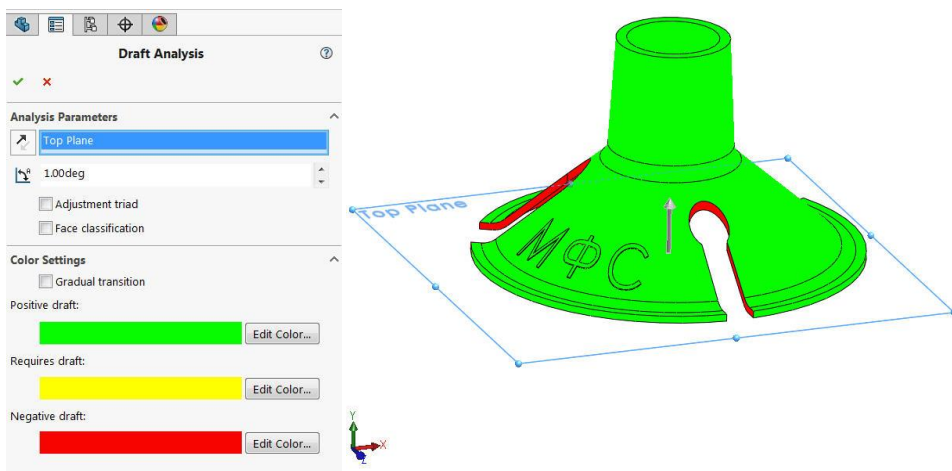 Draft Analysis
Analysis Parameters
Top Plane
1.00deg
Adjustment triad
Face classification
Color Settings
Gradual transition
Positive draft:
Edit Color...
Requires draft:
Edit Color...
Negative draft:
Edit Color...
Top Plane
МФС
Y
X
Z